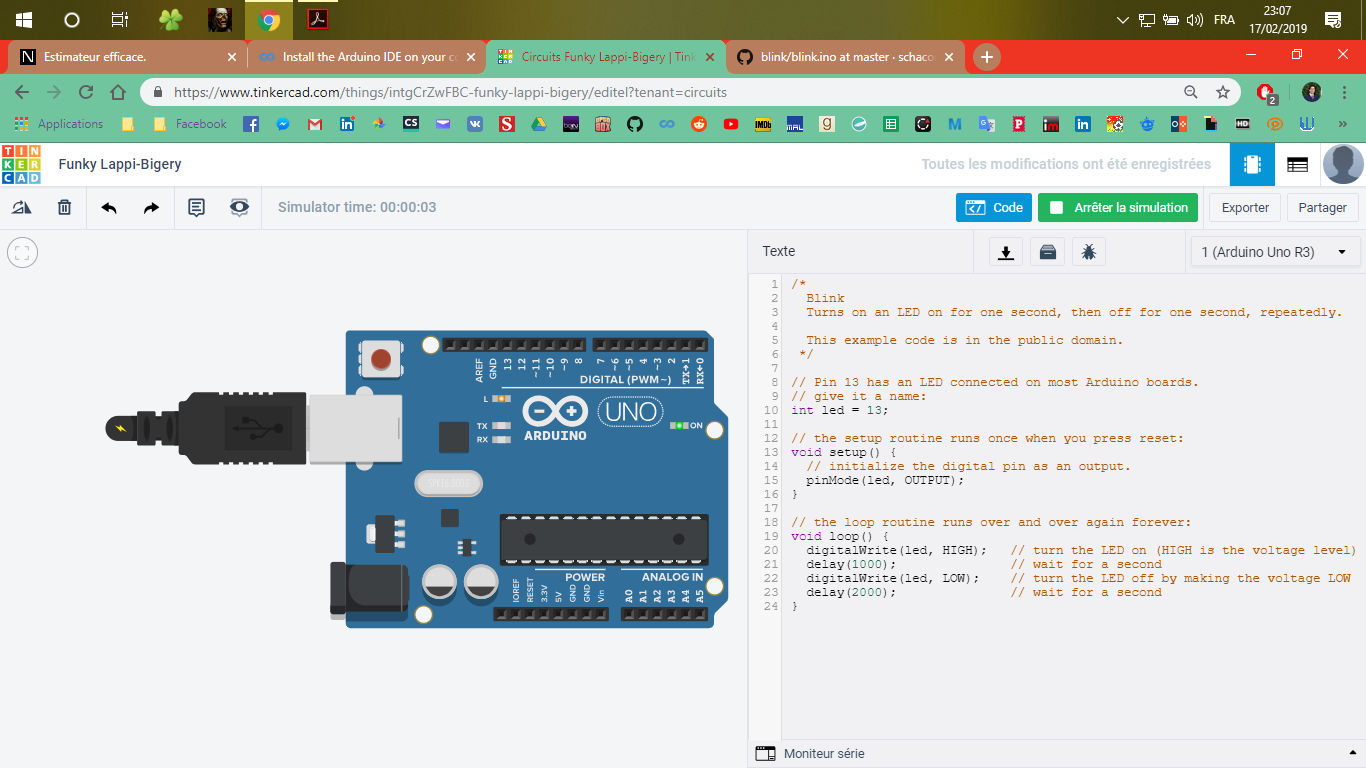 23:07
FRA
17/02/2019
Estimateur efficace.
Install the Arduino IDE on your co
Circuits Funky Lappi-Bigery | Tink
blink/blink.ino at master · schaco
https://www.tinkercad.com/things/intgCrZwFBC-funky-lappi-bigery/editel?tenant=circuits
2
Applications
Facebook
TIN
KER
CAD
Funky Lappi-Bigery
Toutes les modifications ont été enregistrées
Simulator time: 00:00:03
Code
Arrêter la simulation
Exporter
Partager
Texte
1 (Arduino Uno R3)
AREF
GND
13
12
~11
~10
~9
8
7
~6
~5
~4
~3
2
TX→1
RX←0
DIGITAL (PWM~)
L
TX
RX
UNO
ARDUINO
ON
POWER
ANALOG IN
IOREF
RESET
3.3V
5V
GND
GND
Vin
A0
A1
A2
A3
A4
A5
1 /*
2 Blink
3 Turns on an LED on for one second, then off for one second, repeatedly.
4
5 This example code is in the public domain.
6 */
7
8 // Pin 13 has an LED connected on most Arduino boards.
9 // give it a name:
10 int led = 13;
11
12 // the setup routine runs once when you press reset:
13 void setup() {
14 // initialize the digital pin as an output.
15 pinMode(led, OUTPUT);
16 }
17
18 // the loop routine runs over and over again forever:
19 void loop() {
20 digitalWrite(led, HIGH); // turn the LED on (HIGH is the voltage level)
21 delay(1000); // wait for a second
22 digitalWrite(led, LOW); // turn the LED off by making the voltage LOW
23 delay(2000); // wait for a second
24 }
Moniteur série